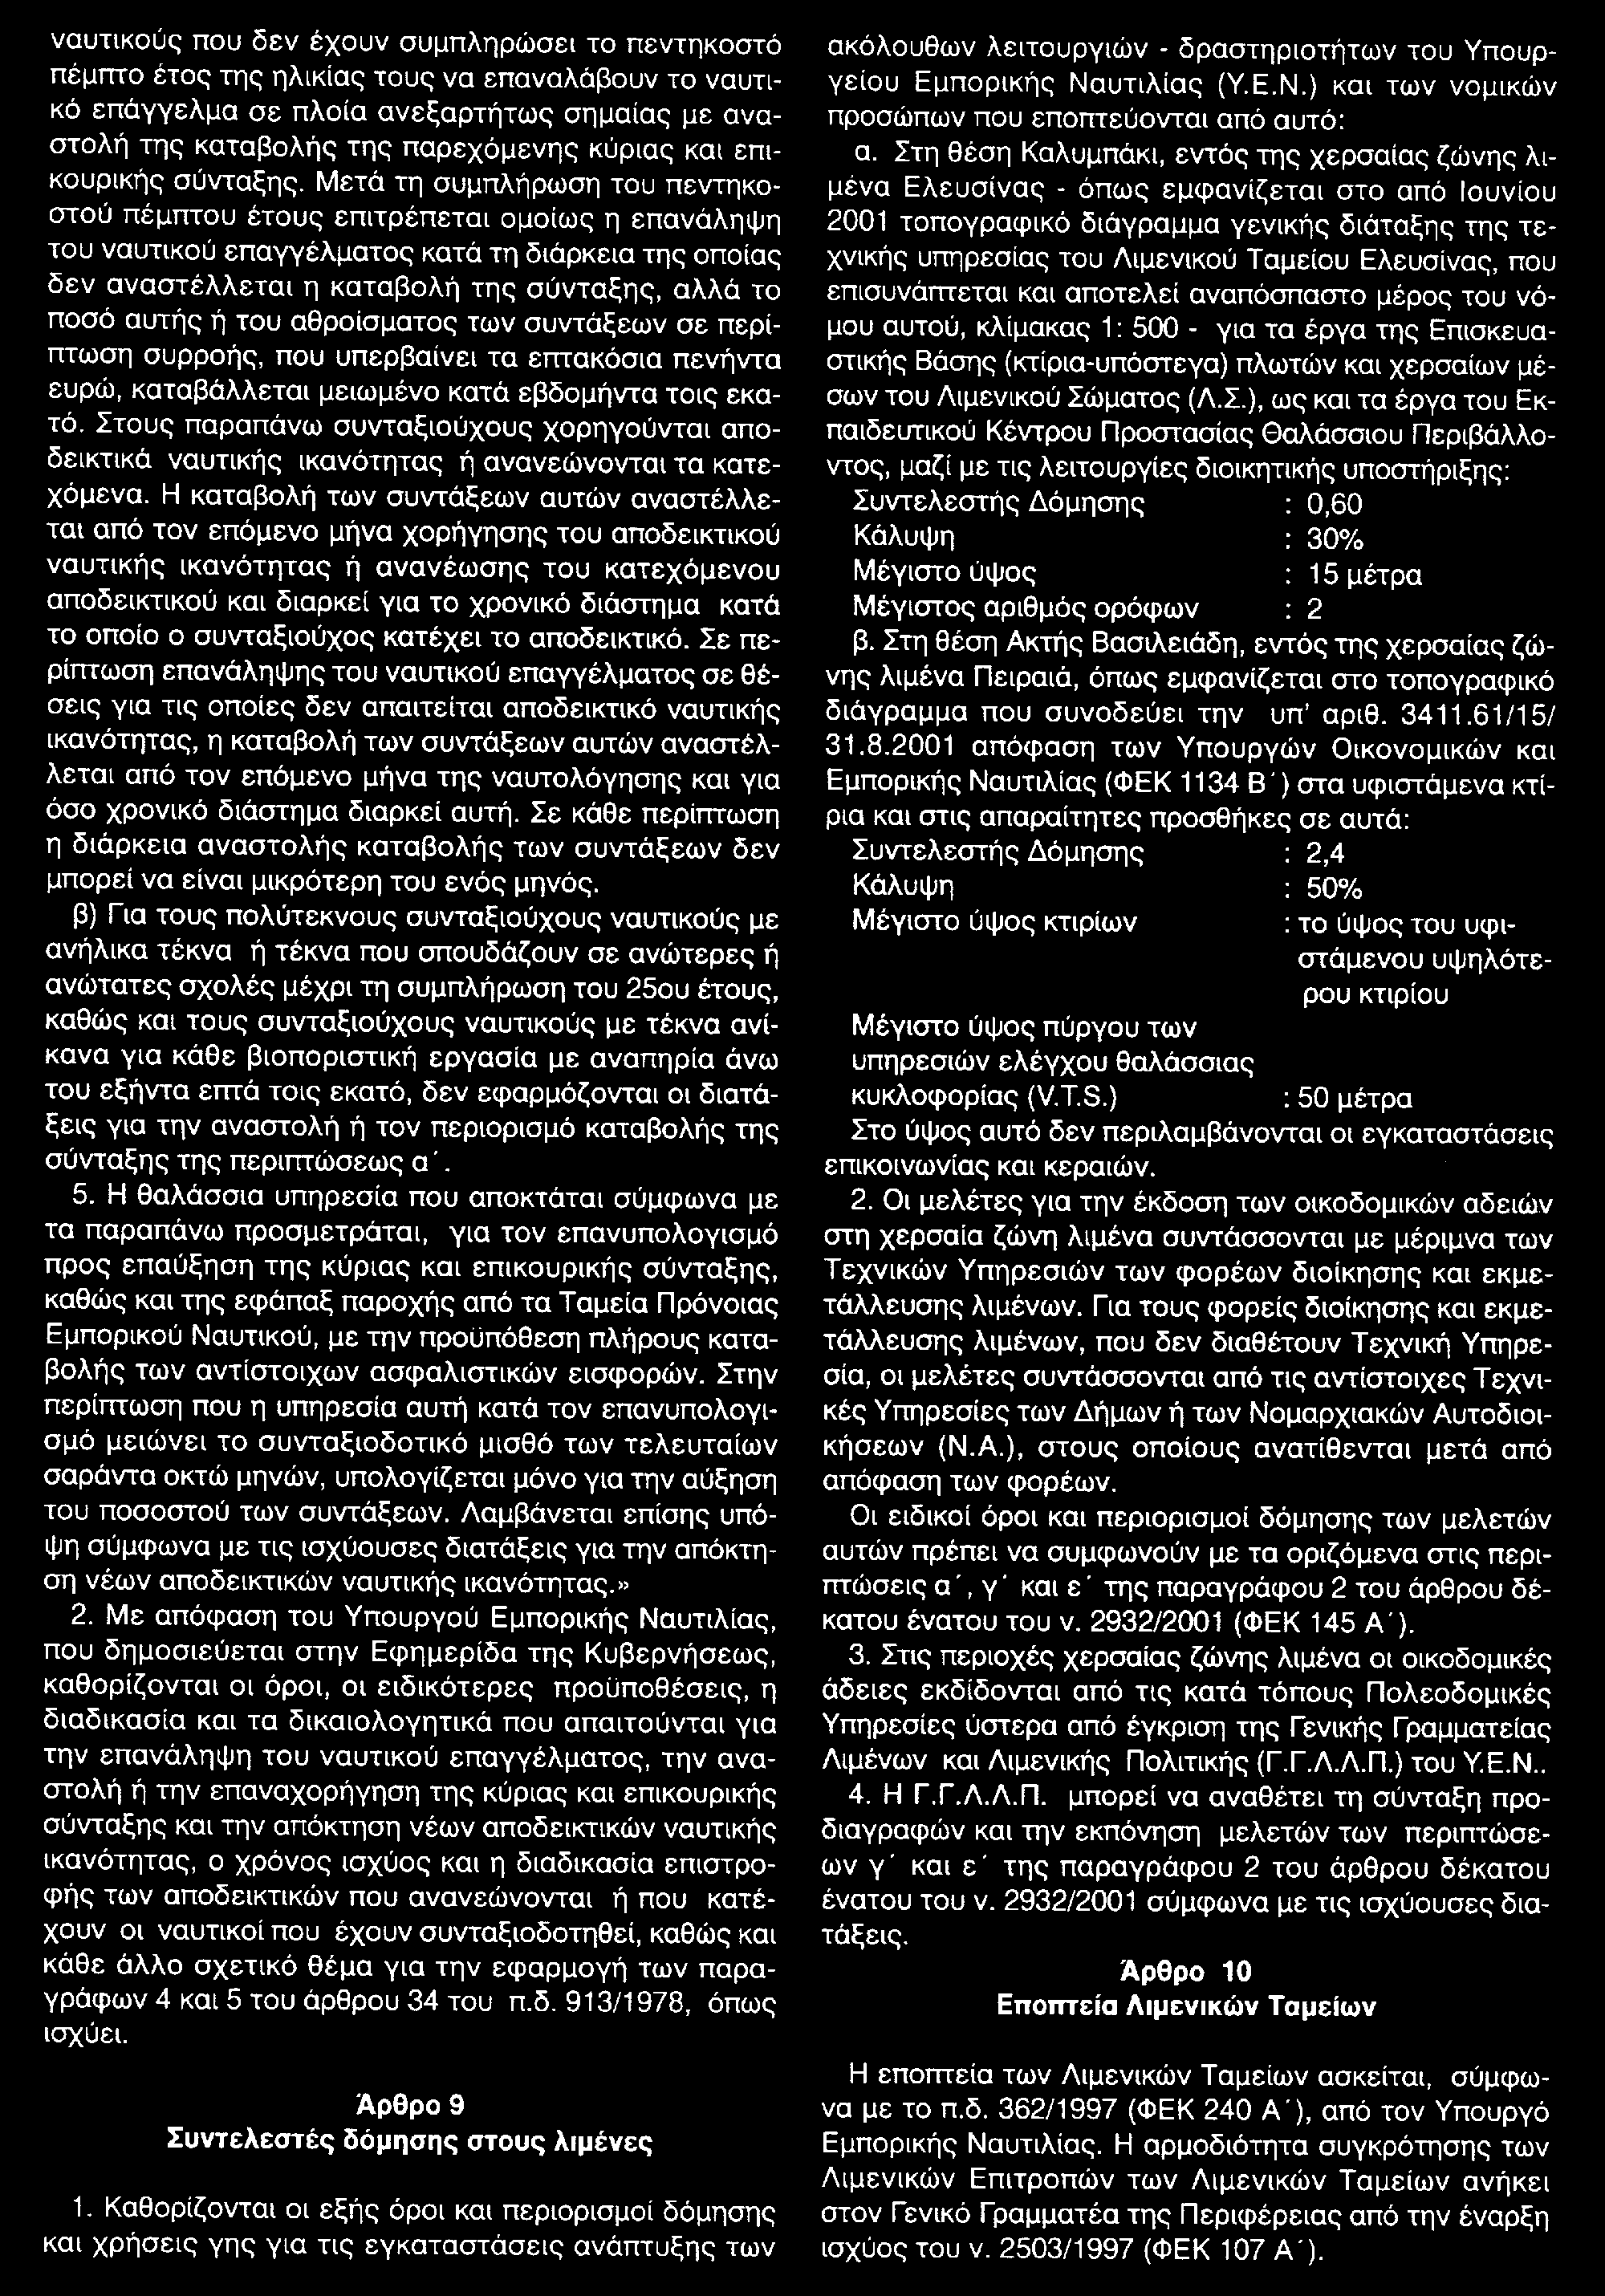 ναυτικούς που δεν έχουν συμπληρώσει το πεντηκοστό
πέμπτο έτος της ηλικίας τους να επαναλάβουν το ναυτι-
κό επάγγελμα σε πλοία ανεξαρτήτως σημαίας με ανα-
στολή της καταβολής της παρεχόμενης κύριας και επι-
κουρικής σύνταξης. Μετά τη συμπλήρωση του πεντηκο-
στού πέμπτου έτους επιτρέπεται ομοίως η επανάληψη
του ναυτικού επαγγέλματος κατά τη διάρκεια της οποίας
δεν αναστέλλεται η καταβολή της σύνταξης, αλλά το
ποσό αυτής ή του αθροίσματος των συντάξεων σε περί-
πτωση συρροής, που υπερβαίνει τα επτακόσια πενήντα
ευρώ, καταβάλλεται μειωμένο κατά εβδομήντα τοις εκα-
τό. Στους παραπάνω συνταξιούχους χορηγούνται απο-
δεικτικά ναυτικής ικανότητας ή ανανεώνονται τα κατε-
χόμενα. Η καταβολή των συντάξεων αυτών αναστέλλε-
ται από τον επόμενο μήνα χορήγησης του αποδεικτικού
ναυτικής ικανότητας ή ανανέωσης του κατεχόμενου
αποδεικτικού και διαρκεί για το χρονικό διάστημα κατά
το οποίο ο συνταξιούχος κατέχει το αποδεικτικό. Σε πε-
ρίπτωση επανάληψης του ναυτικού επαγγέλματος σε θέ-
σεις για τις οποίες δεν απαιτείται αποδεικτικό ναυτικής
ικανότητας, η καταβολή των συντάξεων αυτών αναστέλ-
λεται από τον επόμενο μήνα της ναυτολόγησης και για
όσο χρονικό διάστημα διαρκεί αυτή. Σε κάθε περίπτωση
η διάρκεια αναστολής καταβολής των συντάξεων δεν
μπορεί να είναι μικρότερη του ενός μηνός.
β) Για τους πολύτεκνους συνταξιούχους ναυτικούς με
ανήλικα τέκνα ή τέκνα που σπουδάζουν σε ανώτερες ή
ανώτατες σχολές μέχρι τη συμπλήρωση του 25ου έτους,
καθώς και τους συνταξιούχους ναυτικούς με τέκνα ανί-
κανα για κάθε βιοποριστική εργασία με αναπηρία άνω
του εξήντα επτά τοις εκατό, δεν εφαρμόζονται οι διατά-
ξεις για την αναστολή ή τον περιορισμό καταβολής της
σύνταξης της περιπτώσεως α΄.
5. Η θαλάσσια υπηρεσία που αποκτάται σύμφωνα με
τα παραπάνω προσμετράται, για τον επανυπολογισμό
προς επαύξηση της κύριας και επικουρικής σύνταξης,
καθώς και της εφάπαξ παροχής από τα Ταμεία Πρόνοιας
Εμπορικού Ναυτικού, με την προϋπόθεση πλήρους κατα-
βολής των αντίστοιχων ασφαλιστικών εισφορών. Στην
περίπτωση που η υπηρεσία αυτή κατά τον επανυπολογι-
σμό μειώνει το συνταξιοδοτικό μισθό των τελευταίων
σαράντα οκτώ μηνών, υπολογίζεται μόνο για την αύξηση
του ποσοστού των συντάξεων. Λαμβάνεται επίσης υπό-
ψη σύμφωνα με τις ισχύουσες διατάξεις για την απόκτη-
ση νέων αποδεικτικών ναυτικής ικανότητας.»
2. Με απόφαση του Υπουργού Εμπορικής Ναυτιλίας,
που δημοσιεύεται στην Εφημερίδα της Κυβερνήσεως,
καθορίζονται οι όροι, οι ειδικότερες προϋποθέσεις, η
διαδικασία και τα δικαιολογητικά που απαιτούνται για
την επανάληψη του ναυτικού επαγγέλματος, την ανα-
στολή ή την επαναχορήγηση της κύριας και επικουρικής
σύνταξης και την απόκτηση νέων αποδεικτικών ναυτικής
ικανότητας, ο χρόνος ισχύος και η διαδικασία επιστρο-
φής των αποδεικτικών που ανανεώνονται ή που κατέ-
χουν οι ναυτικοί που έχουν συνταξιοδοτηθεί, καθώς και
κάθε άλλο σχετικό θέμα για την εφαρμογή των παρα-
γράφων 4 και 5 του άρθρου 34 του π.δ. 913/1978, όπως
ισχύει.
Άρθρο 9
Συντελεστές δόμησης στους λιμένες
1. Καθορίζονται οι εξής όροι και περιορισμοί δόμησης
και χρήσεις γης για τις εγκαταστάσεις ανάπτυξης των
ακόλουθων λειτουργιών - δραστηριοτήτων του Υπουρ-
γείου Εμπορικής Ναυτιλίας (Υ.Ε.Ν.) και των νομικών
προσώπων που εποπτεύονται από αυτό:
α. Στη θέση Καλυμπάκι, εντός της χερσαίας ζώνης λι-
μένα Ελευσίνας - όπως εμφανίζεται στο από Ιουνίου
2001 τοπογραφικό διάγραμμα γενικής διάταξης της τε-
χνικής υπηρεσίας του Λιμενικού Ταμείου Ελευσίνας, που
επισυνάπτεται και αποτελεί αναπόσπαστο μέρος του νό-
μου αυτού, κλίμακας 1: 500 - για τα έργα της Επισκευα-
στικής Βάσης (κτίρια-υπόστεγα) πλωτών και χερσαίων μέ-
σων του Λιμενικού Σώματος (Λ.Σ.), ως και τα έργα του Εκ-
παιδευτικού Κέντρου Προστασίας Θαλάσσιου Περιβάλλο-
ντος, μαζί με τις λειτουργίες διοικητικής υποστήριξης:
Συντελεστής Δόμησης : 0,60
Κάλυψη : 30%
Μέγιστο ύψος : 15 μέτρα
Μέγιστος αριθμός ορόφων : 2
β. Στη θέση Ακτής Βασιλειάδη, εντός της χερσαίας ζώ-
νης λιμένα Πειραιά, όπως εμφανίζεται στο τοπογραφικό
διάγραμμα που συνοδεύει την υπ’ αριθ. 3411.61/15/
31.8.2001 απόφαση των Υπουργών Οικονομικών και
Εμπορικής Ναυτιλίας (ΦΕΚ 1134 Β΄) στα υφιστάμενα κτί-
ρια και στις απαραίτητες προσθήκες σε αυτά:
Συντελεστής Δόμησης : 2,4
Κάλυψη : 50%
Μέγιστο ύψος κτιρίων : το ύψος του υφι-
στάμενου υψηλότε-
ρου κτιρίου
Μέγιστο ύψος πύργου των
υπηρεσιών ελέγχου θαλάσσιας
κυκλοφορίας (V.T.S.) : 50 μέτρα
Στο ύψος αυτό δεν περιλαμβάνονται οι εγκαταστάσεις
επικοινωνίας και κεραιών.
2. Οι μελέτες για την έκδοση των οικοδομικών αδειών
στη χερσαία ζώνη λιμένα συντάσσονται με μέριμνα των
Τεχνικών Υπηρεσιών των φορέων διοίκησης και εκμε-
τάλλευσης λιμένων. Για τους φορείς διοίκησης και εκμε-
τάλλευσης λιμένων, που δεν διαθέτουν Τεχνική Υπηρε-
σία, οι μελέτες συντάσσονται από τις αντίστοιχες Τεχνι-
κές Υπηρεσίες των Δήμων ή των Νομαρχιακών Αυτοδιοι-
κήσεων (Ν.Α.), στους οποίους ανατίθενται μετά από
απόφαση των φορέων.
Οι ειδικοί όροι και περιορισμοί δόμησης των μελετών
αυτών πρέπει να συμφωνούν με τα οριζόμενα στις περι-
πτώσεις α΄, γ΄ και ε΄ της παραγράφου 2 του άρθρου δέ-
κατου ένατου του ν. 2932/2001 (ΦΕΚ 145 Α΄).
3. Στις περιοχές χερσαίας ζώνης λιμένα οι οικοδομικές
άδειες εκδίδονται από τις κατά τόπους Πολεοδομικές
Υπηρεσίες ύστερα από έγκριση της Γενικής Γραμματείας
Λιμένων και Λιμενικής Πολιτικής (Γ.Γ.Λ.Λ.Π.) του Υ.Ε.Ν..
4. Η Γ.Γ.Λ.Λ.Π. μπορεί να αναθέτει τη σύνταξη προ-
διαγραφών και την εκπόνηση μελετών των περιπτώσε-
ων γ΄ και ε΄ της παραγράφου 2 του άρθρου δέκατου
ένατου του ν. 2932/2001 σύμφωνα με τις ισχύουσες δια-
τάξεις.
Άρθρο 10
Εποπτεία Λιμενικών Ταμείων
Η εποπτεία των Λιμενικών Ταμείων ασκείται, σύμφω-
να με το π.δ. 362/1997 (ΦΕΚ 240 Α΄), από τον Υπουργό
Εμπορικής Ναυτιλίας. Η αρμοδιότητα συγκρότησης των
Λιμενικών Επιτροπών των Λιμενικών Ταμείων ανήκει
στον Γενικό Γραμματέα της Περιφέρειας από την έναρξη
ισχύος του ν. 2503/1997 (ΦΕΚ 107 Α΄).